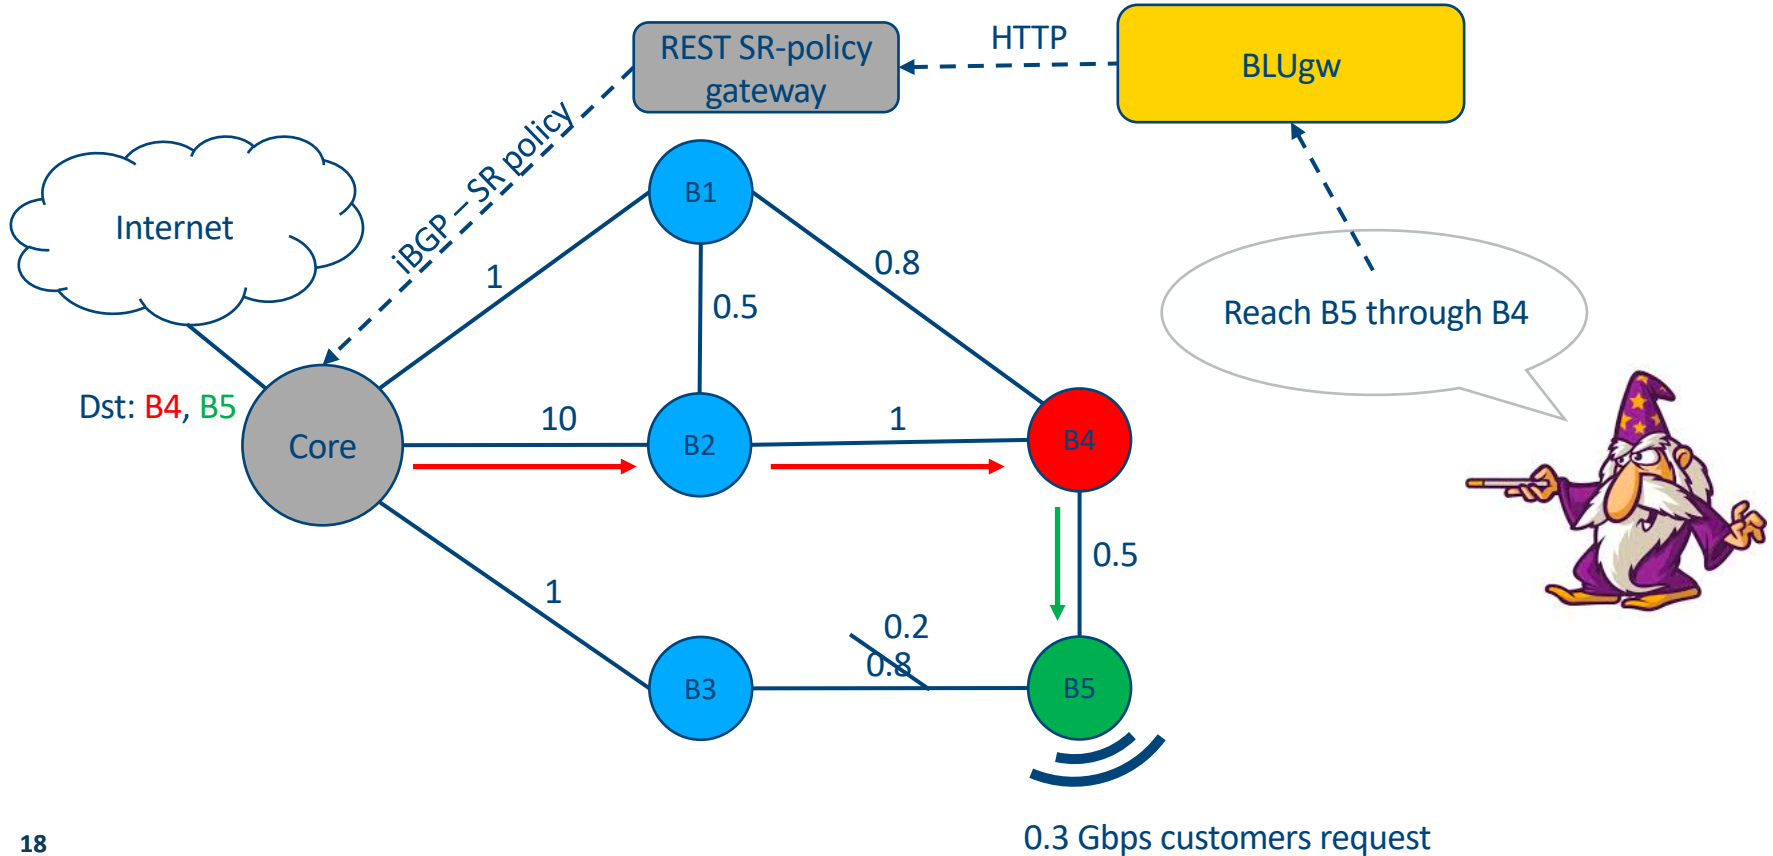 REST SR-policy
gateway
HTTP
BLUgw
iBGP – SR policy
B1
Internet
1
0.8
0.5
Reach B5 through B4
Dst: B4, B5
Core
10
B2
1
B4
0.5
1
0.2
0.8
B3
B5
0.3 Gbps customers request
18